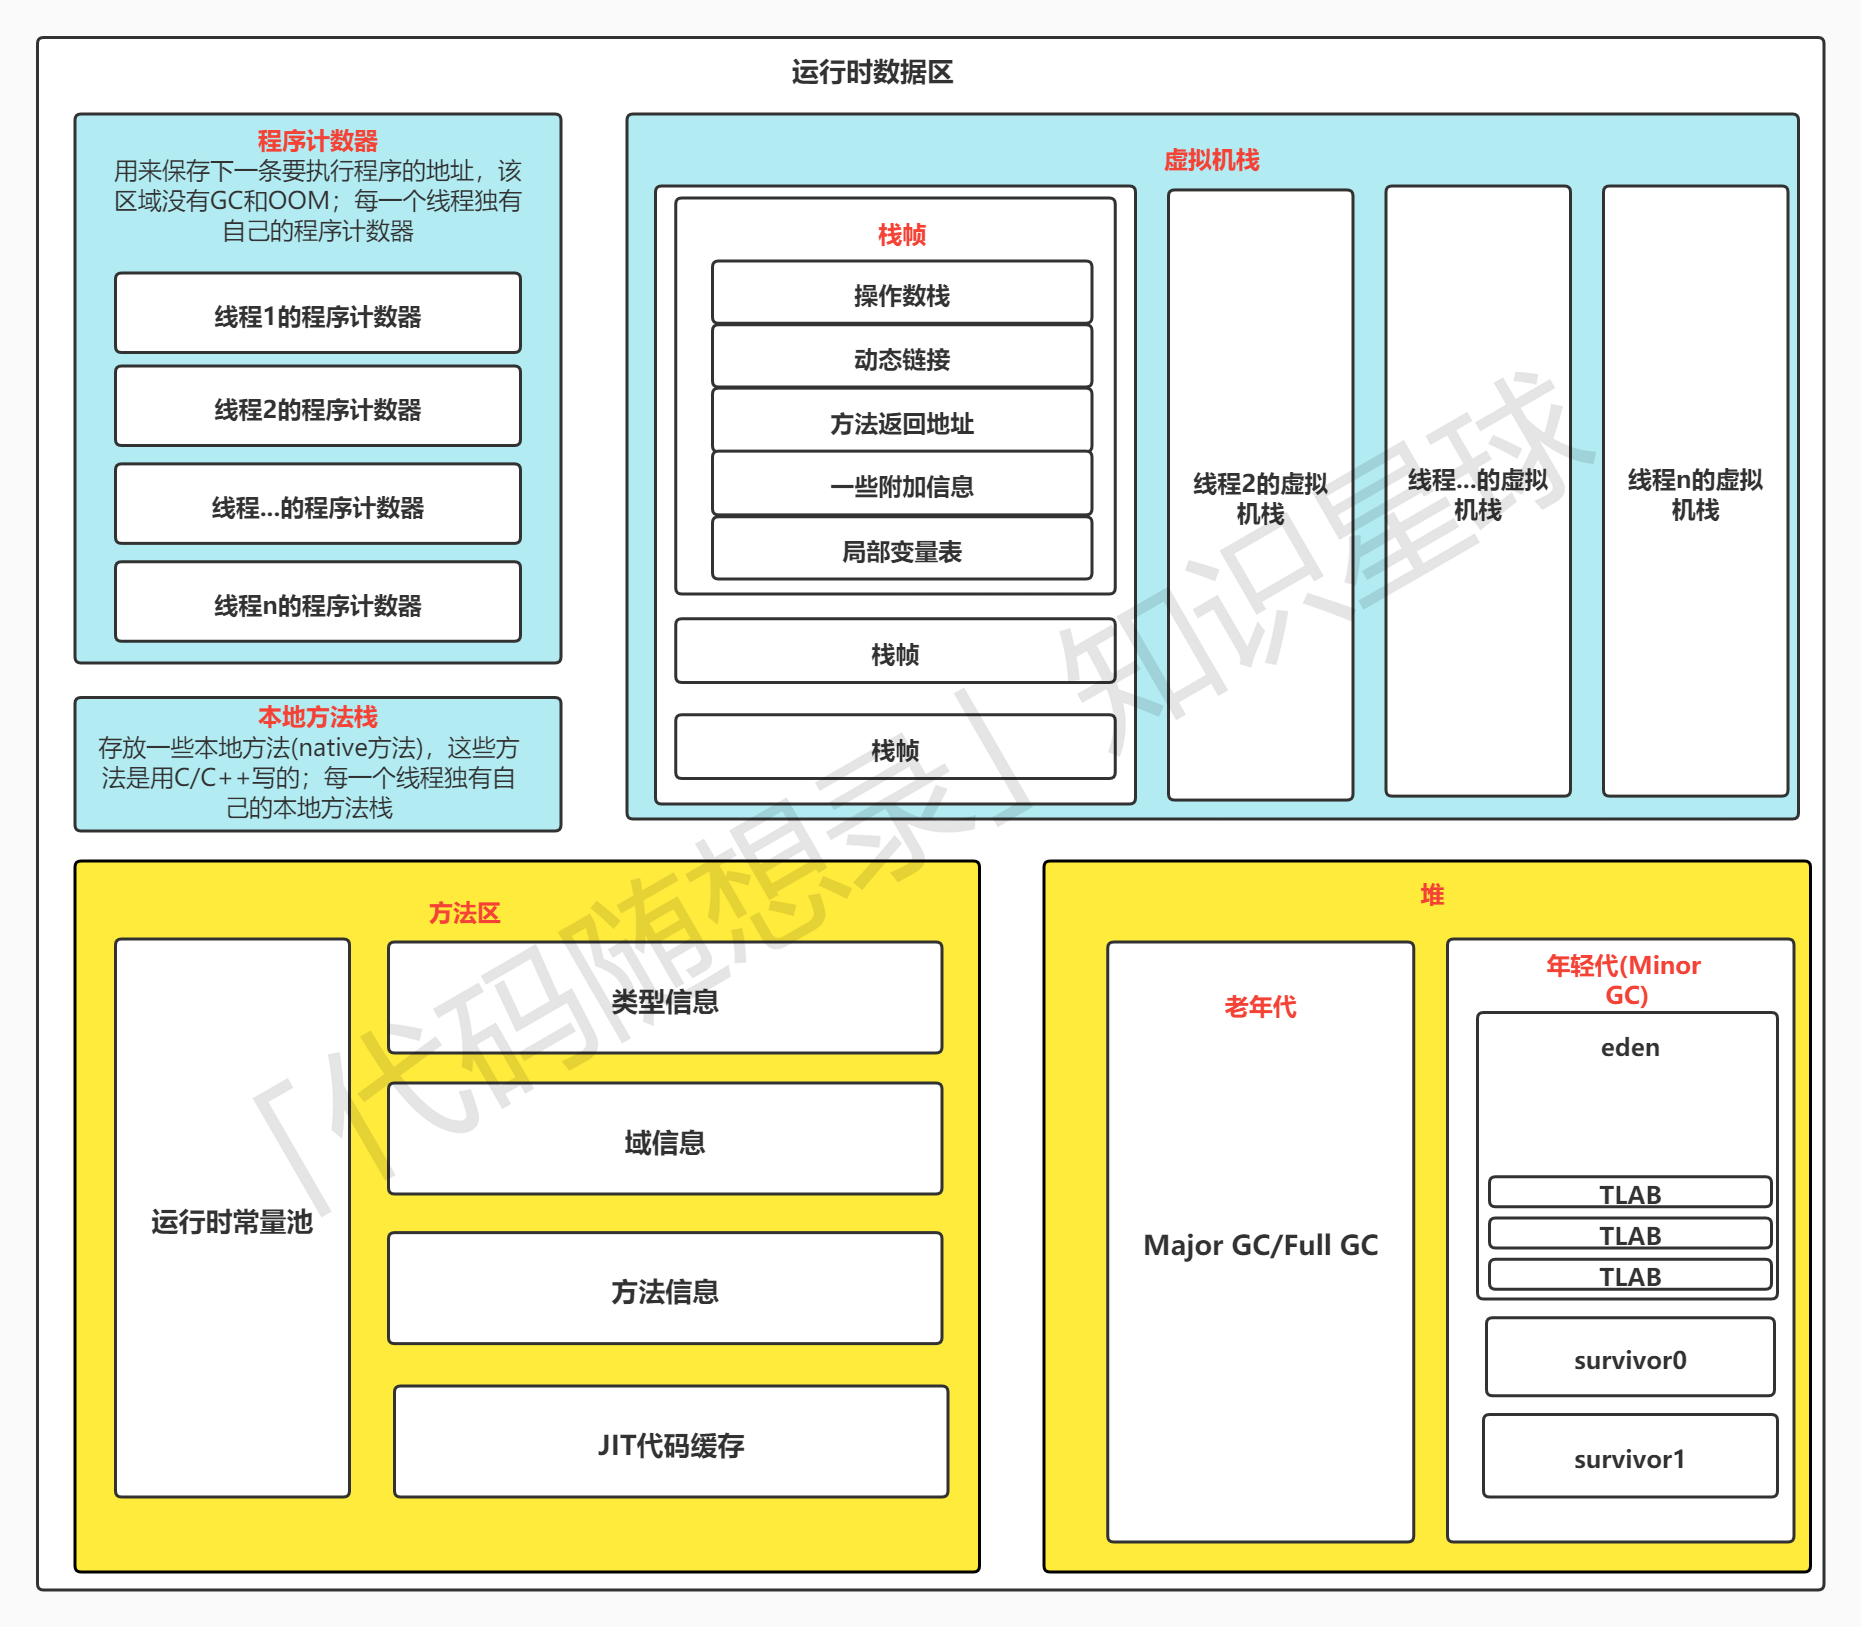 运行时数据区
程序计数器
用来保存下一条要执行程序的地址，该
区域没有GC和OOM；每一个线程独有
自己的程序计数器
线程1的程序计数器
线程2的程序计数器
线程...的程序计数器
线程n的程序计数器
本地方法栈
存放一些本地方法(native方法)，这些方
法是用C/C++写的；每一个线程独有自
己的本地方法栈
虚拟机栈
栈帧
操作数栈
动态链接
方法返回地址
一些附加信息
局部变量表
栈帧
栈帧
线程2的虚拟
机栈
线程...的虚拟
机栈
线程n的虚拟
机栈
方法区
运行时常量池
类型信息
域信息
方法信息
JIT代码缓存
堆
老年代
Major GC/Full GC
年轻代(Minor
GC)
eden
TLAB
TLAB
TLAB
survivor0
survivor1
「代码随想录」知识星球